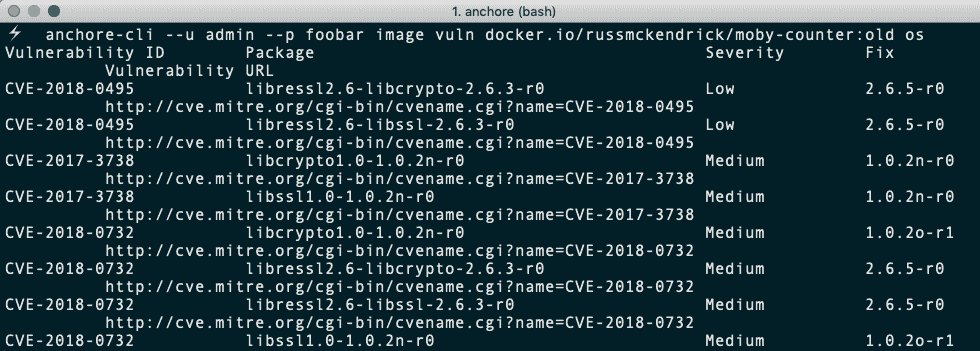 1. anchore (bash)
⚡ anchore-cli --u admin --p foobar image vuln docker.io/russmckendrick/moby-counter:old os
Vulnerability ID Package Severity Fix
Vulnerability URL
CVE-2018-0495 libressl2.6-libcrypto-2.6.3-r0 Low 2.6.5-r0
http://cve.mitre.org/cgi-bin/cvename.cgi?name=CVE-2018-0495
CVE-2018-0495 libressl2.6-libssl-2.6.3-r0 Low 2.6.5-r0
http://cve.mitre.org/cgi-bin/cvename.cgi?name=CVE-2018-0495
CVE-2017-3738 libcrypto1.0-1.0.2n-r0 Medium 1.0.2n-r0
http://cve.mitre.org/cgi-bin/cvename.cgi?name=CVE-2017-3738
CVE-2017-3738 libssl1.0-1.0.2n-r0 Medium 1.0.2n-r0
http://cve.mitre.org/cgi-bin/cvename.cgi?name=CVE-2017-3738
CVE-2018-0732 libcrypto1.0-1.0.2n-r0 Medium 1.0.2o-r1
http://cve.mitre.org/cgi-bin/cvename.cgi?name=CVE-2018-0732
CVE-2018-0732 libressl2.6-libcrypto-2.6.3-r0 Medium 2.6.5-r0
http://cve.mitre.org/cgi-bin/cvename.cgi?name=CVE-2018-0732
CVE-2018-0732 libressl2.6-libssl-2.6.3-r0 Medium 2.6.5-r0
http://cve.mitre.org/cgi-bin/cvename.cgi?name=CVE-2018-0732
CVE-2018-0732 libssl1.0-1.0.2n-r0 Medium 1.0.2o-r1